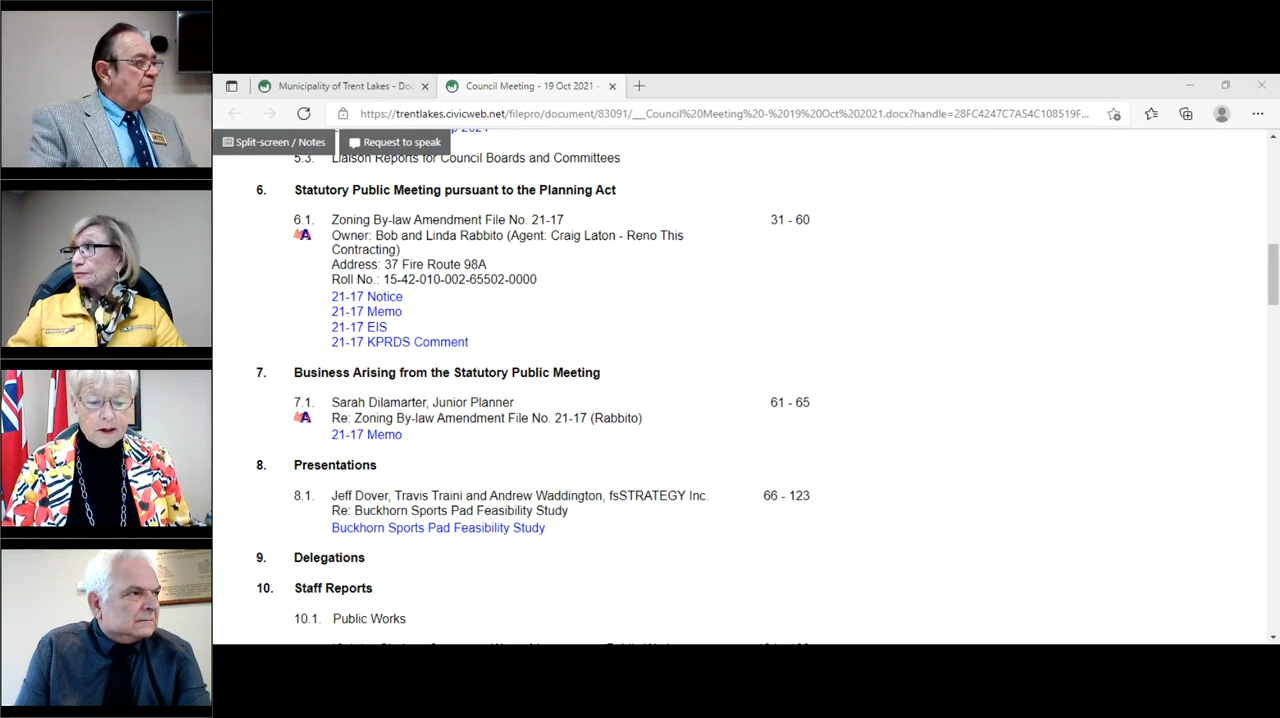 Municipality of Trent Lakes - Doc
Council Meeting - 19 Oct 2021 -
https://trentlakes.civicweb.net/filepro/document/83091/__Council%20Meeting%20-%2019%20Oct%202021.docx?handle=28FC4247C7A54C108519F...
Split-screen / Notes
Request to speak
2021
5.3. Liaison Reports for Council Boards and Committees
6. Statutory Public Meeting pursuant to the Planning Act
6.1. Zoning By-law Amendment File No. 21-17 31 - 60
Owner: Bob and Linda Rabbito (Agent: Craig Laton - Reno This
Contracting)
Address: 37 Fire Route 98A
Roll No.: 15-42-010-002-65502-0000
21-17 Notice
21-17 Memo
21-17 EIS
21-17 KPRDS Comment
7. Business Arising from the Statutory Public Meeting
7.1. Sarah Dilamarter, Junior Planner 61 - 65
Re: Zoning By-law Amendment File No. 21-17 (Rabbito)
21-17 Memo
8. Presentations
8.1. Jeff Dover, Travis Traini and Andrew Waddington, fsSTRATEGY Inc. 66 - 123
Re: Buckhorn Sports Pad Feasibility Study
Buckhorn Sports Pad Feasibility Study
9. Delegations
10. Staff Reports
10.1. Public Works